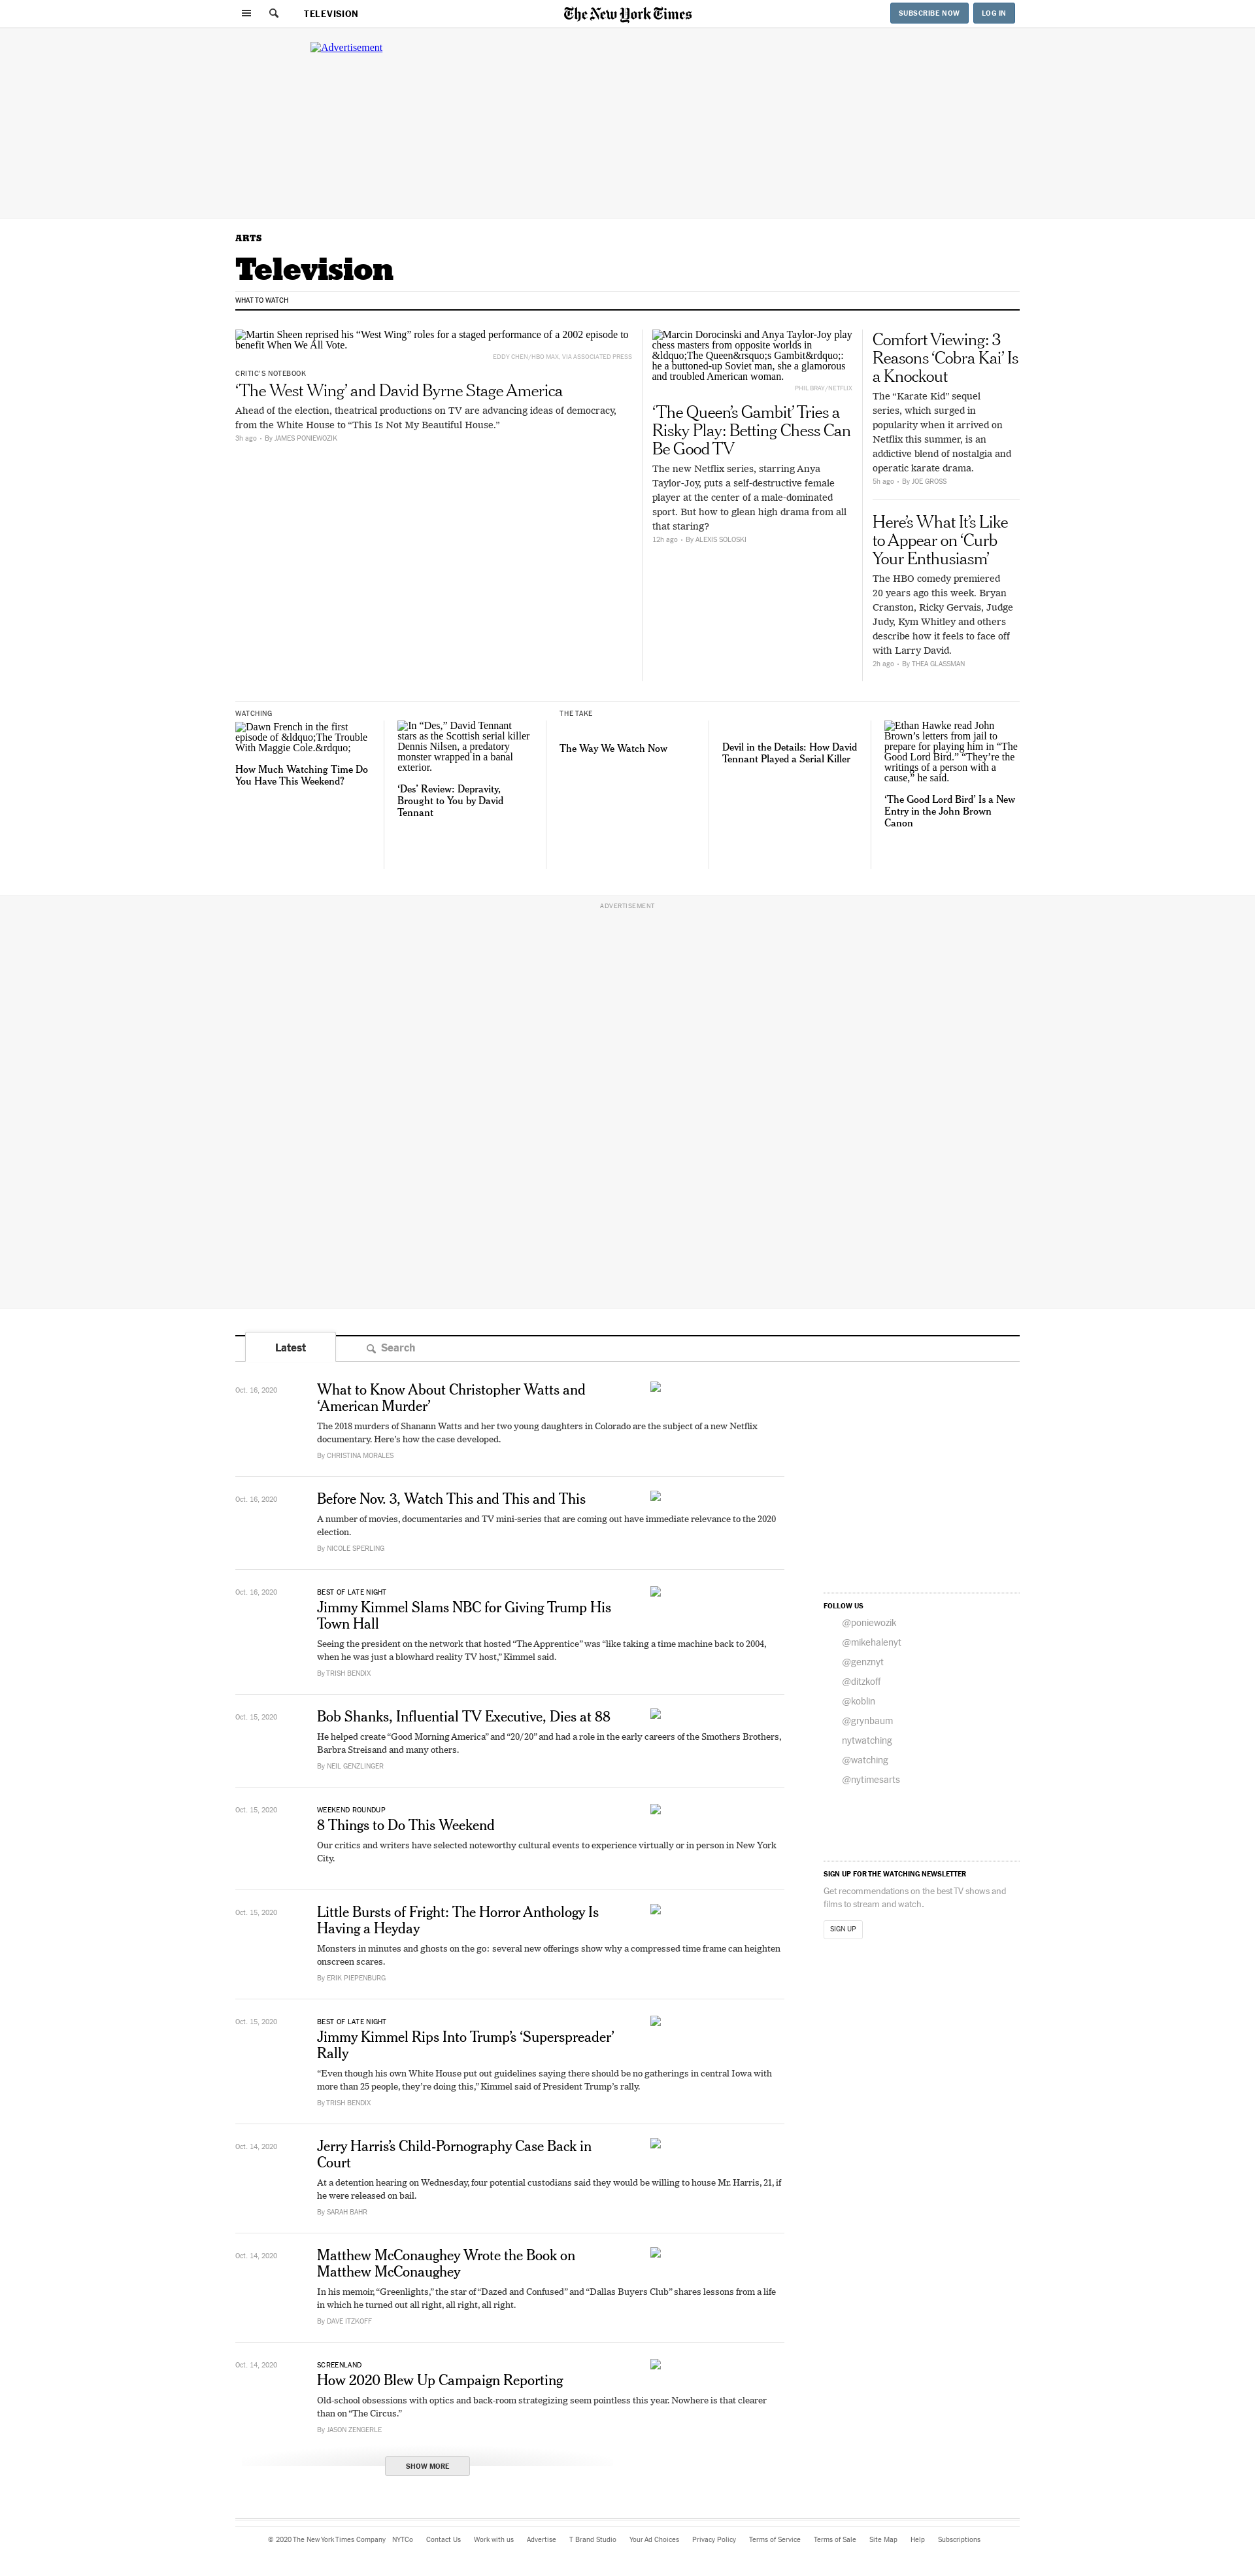 TELEVISION
The New York Times
SUBSCRIBE NOW
LOG IN
Advertisement
ARTS
Television
WHAT TO WATCH
Martin Sheen reprised his “West Wing” roles for a staged performance of a 2002 episode to
benefit When We All Vote.
EDDY CHEN/HBO MAX, VIA ASSOCIATED PRESS
CRITIC'S NOTEBOOK
‘The West Wing’ and David Byrne Stage America
Ahead of the election, theatrical productions on TV are advancing ideas of democracy,
from the White House to “This Is Not My Beautiful House.”
3h ago • By JAMES PONIEWOZIK
Marcin Dorocinski and Anya Taylor-Joy play
chess masters from opposite worlds in
&ldquo;The Queen&rsquo;s Gambit&rdquo;:
he a buttoned-up Soviet man, she a glamorous
and troubled American woman.
PHIL BRAY/NETFLIX
‘The Queen’s Gambit’ Tries a
Risky Play: Betting Chess Can
Be Good TV
The new Netflix series, starring Anya
Taylor-Joy, puts a self-destructive female
player at the center of a male-dominated
sport. But how to glean high drama from all
that staring?
12h ago • By ALEXIS SOLOSKI
Comfort Viewing: 3
Reasons ‘Cobra Kai’ Is
a Knockout
The “Karate Kid” sequel
series, which surged in
popularity when it arrived on
Netflix this summer, is an
addictive blend of nostalgia and
operatic karate drama.
5h ago • By JOE GROSS
Here’s What It’s Like
to Appear on ‘Curb
Your Enthusiasm’
The HBO comedy premiered
20 years ago this week. Bryan
Cranston, Ricky Gervais, Judge
Judy, Kym Whitley and others
describe how it feels to face off
with Larry David.
2h ago • By THEA GLASSMAN
WATCHING
Dawn French in the first
episode of &ldquo;The Trouble
With Maggie Cole.&rdquo;
How Much Watching Time Do
You Have This Weekend?
In “Des,” David Tennant
stars as the Scottish serial killer
Dennis Nilsen, a predatory
monster wrapped in a banal
exterior.
‘Des’ Review: Depravity,
Brought to You by David
Tennant
THE TAKE
The Way We Watch Now
Devil in the Details: How David
Tennant Played a Serial Killer
Ethan Hawke read John
Brown’s letters from jail to
prepare for playing him in “The
Good Lord Bird.” “They’re the
writings of a person with a
cause,” he said.
‘The Good Lord Bird’ Is a New
Entry in the John Brown
Canon
ADVERTISEMENT
Latest
Search
Oct. 16, 2020
What to Know About Christopher Watts and
‘American Murder’
The 2018 murders of Shanann Watts and her two young daughters in Colorado are the subject of a new Netflix
documentary. Here’s how the case developed.
By CHRISTINA MORALES
Oct. 16, 2020
Before Nov. 3, Watch This and This and This
A number of movies, documentaries and TV mini-series that are coming out have immediate relevance to the 2020
election.
By NICOLE SPERLING
Oct. 16, 2020
BEST OF LATE NIGHT
Jimmy Kimmel Slams NBC for Giving Trump His
Town Hall
Seeing the president on the network that hosted “The Apprentice” was “like taking a time machine back to 2004,
when he was just a blowhard reality TV host,” Kimmel said.
By TRISH BENDIX
Oct. 15, 2020
Bob Shanks, Influential TV Executive, Dies at 88
He helped create “Good Morning America” and “20/20” and had a role in the early careers of the Smothers Brothers,
Barbra Streisand and many others.
By NEIL GENZLINGER
Oct. 15, 2020
WEEKEND ROUNDUP
8 Things to Do This Weekend
Our critics and writers have selected noteworthy cultural events to experience virtually or in person in New York
City.
Oct. 15, 2020
Little Bursts of Fright: The Horror Anthology Is
Having a Heyday
Monsters in minutes and ghosts on the go: several new offerings show why a compressed time frame can heighten
onscreen scares.
By ERIK PIEPENBURG
Oct. 15, 2020
BEST OF LATE NIGHT
Jimmy Kimmel Rips Into Trump’s ‘Superspreader’
Rally
“Even though his own White House put out guidelines saying there should be no gatherings in central Iowa with
more than 25 people, they’re doing this,” Kimmel said of President Trump’s rally.
By TRISH BENDIX
Oct. 14, 2020
Jerry Harris’s Child-Pornography Case Back in
Court
At a detention hearing on Wednesday, four potential custodians said they would be willing to house Mr. Harris, 21, if
he were released on bail.
By SARAH BAHR
Oct. 14, 2020
Matthew McConaughey Wrote the Book on
Matthew McConaughey
In his memoir, “Greenlights,” the star of “Dazed and Confused” and “Dallas Buyers Club” shares lessons from a life
in which he turned out all right, all right, all right.
By DAVE ITZKOFF
Oct. 14, 2020
SCREENLAND
How 2020 Blew Up Campaign Reporting
Old-school obsessions with optics and back-room strategizing seem pointless this year. Nowhere is that clearer
than on “The Circus.”
By JASON ZENGERLE
SHOW MORE
FOLLOW US
@poniewozik
@mikehalenyt
@genznyt
@ditzkoff
@koblin
@grynbaum
nytwatching
@watching
@nytimesarts
SIGN UP FOR THE WATCHING NEWSLETTER
Get recommendations on the best TV shows and
films to stream and watch.
SIGN UP
© 2020 The New York Times Company NYTCo Contact Us Work with us Advertise T Brand Studio Your Ad Choices Privacy Policy Terms of Service Terms of Sale Site Map Help Subscriptions